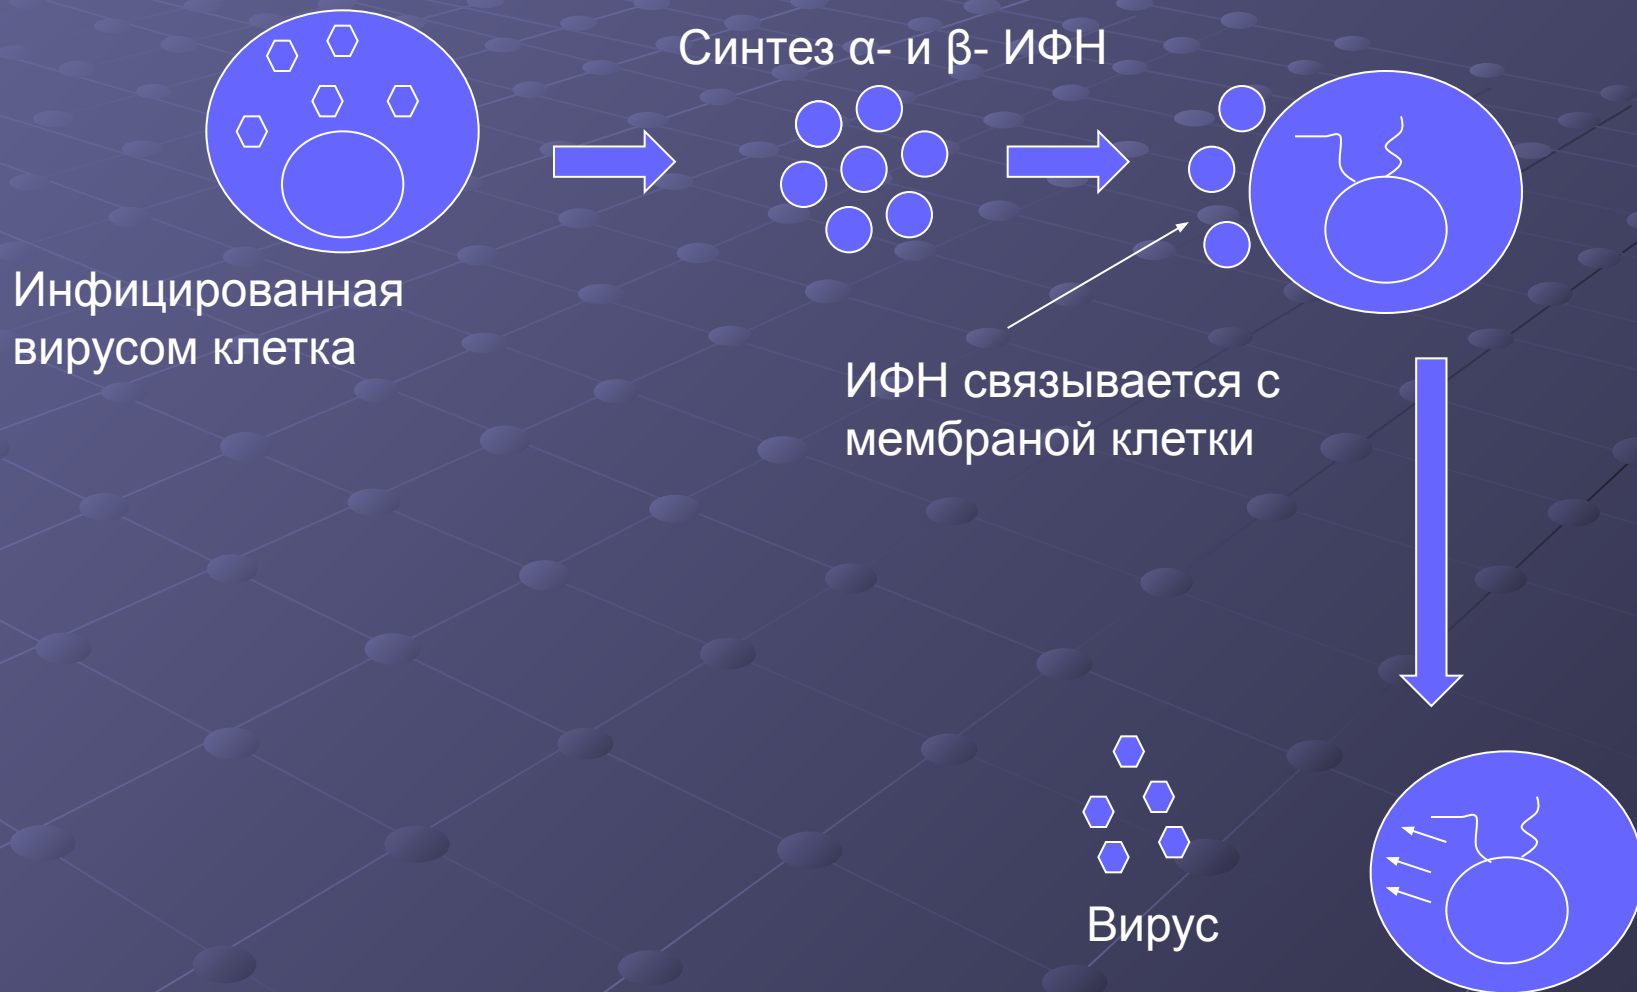 Синтез α- и β- ИФН
Инфицированная
вирусом клетка
ИФН связывается с
мембраной клетки
Вирус